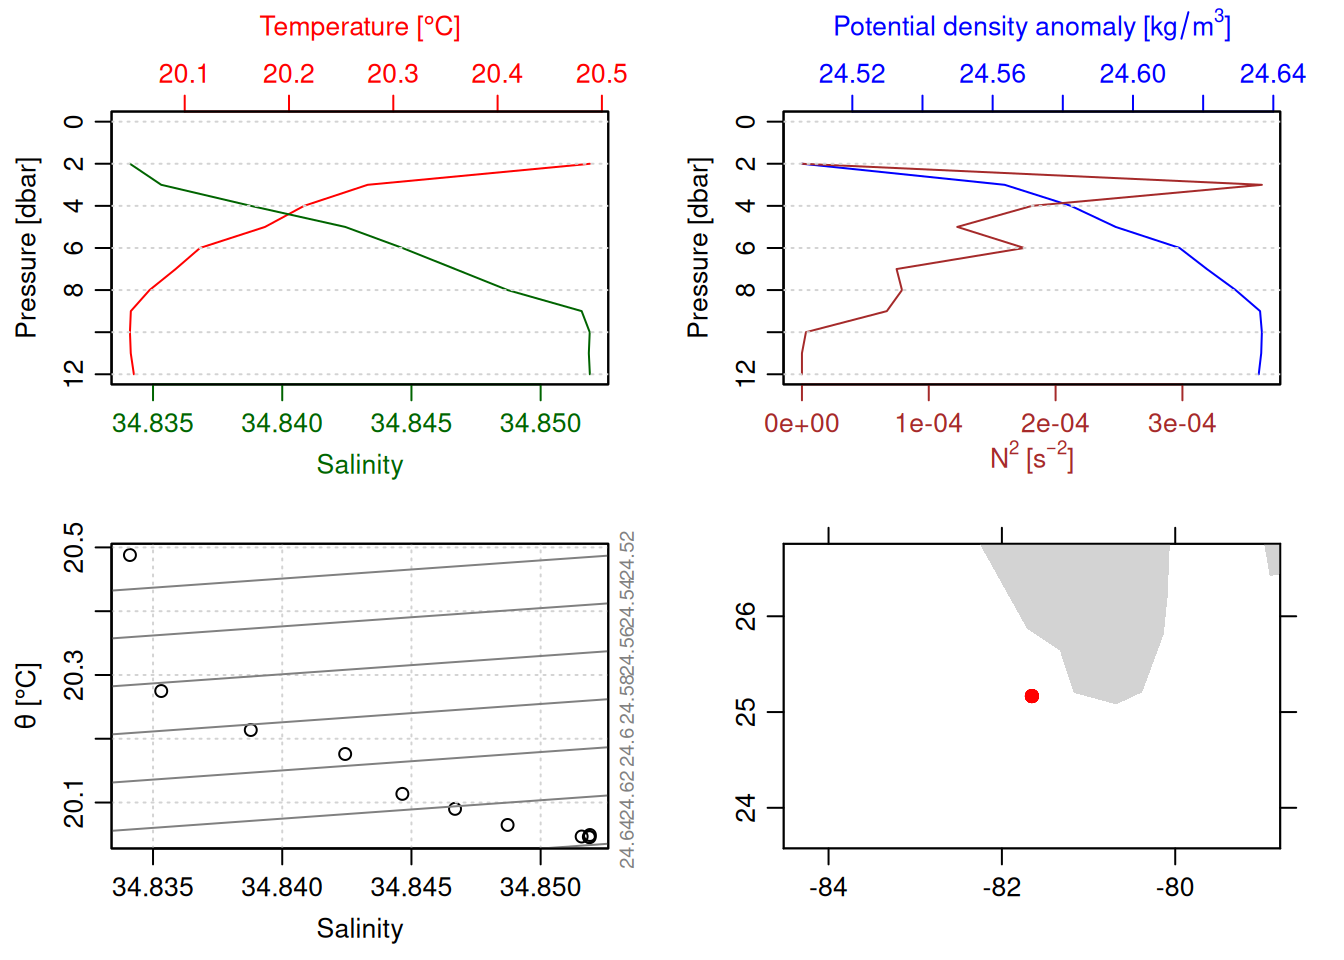 Temperature [°C]
20.1 20.2 20.3 20.4 20.5
Pressure [dbar]
0
2
4
6
8
12
34.835 34.840 34.845 34.850
Salinity
Potential density anomaly [kg/m³]
24.52 24.56 24.60 24.64
Pressure [dbar]
0
2
4
6
8
12
0e+00 1e-04 2e-04 3e-04
N² [s⁻²]
θ [°C]
20.5
20.3
20.1
24.52
24.54
24.56
24.58
24.6
24.62
24.64
34.835 34.840 34.845 34.850
Salinity
26
25
24
-84 -82 -80